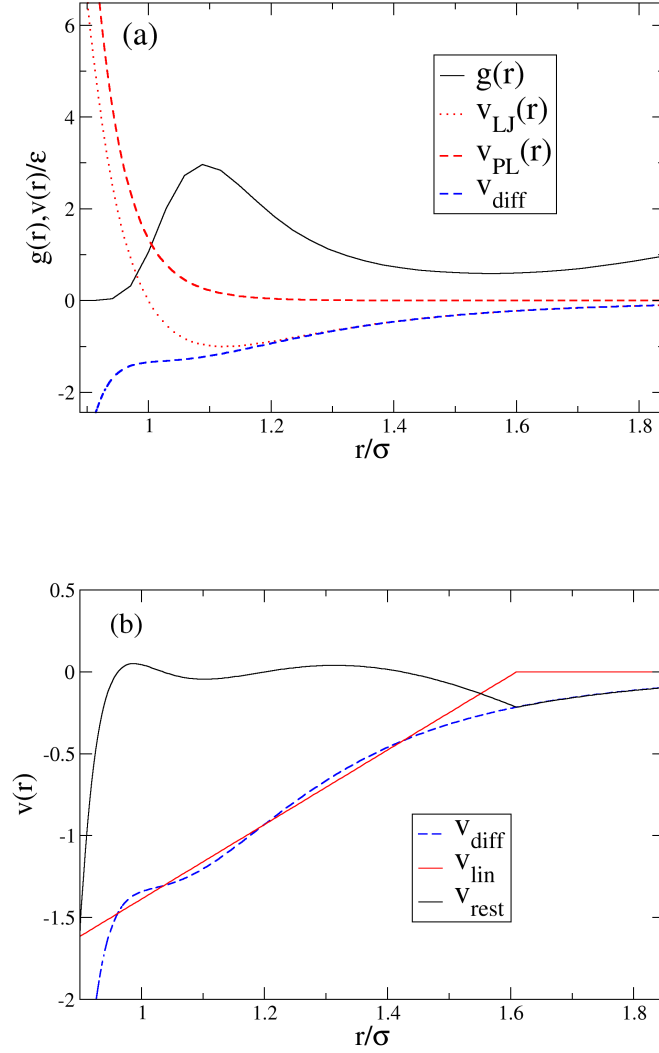 (a)
g(r)
v_LJ(r)
v_PL(r)
v_diff
g(r),v(r)/ε
6
4
2
0
-2
1 1.2 1.4 1.6 1.8
r/σ
(b)
v_diff
v_lin
v_rest
v(r)
0.5
0
-0.5
-1
-1.5
-2
1 1.2 1.4 1.6 1.8
r/σ